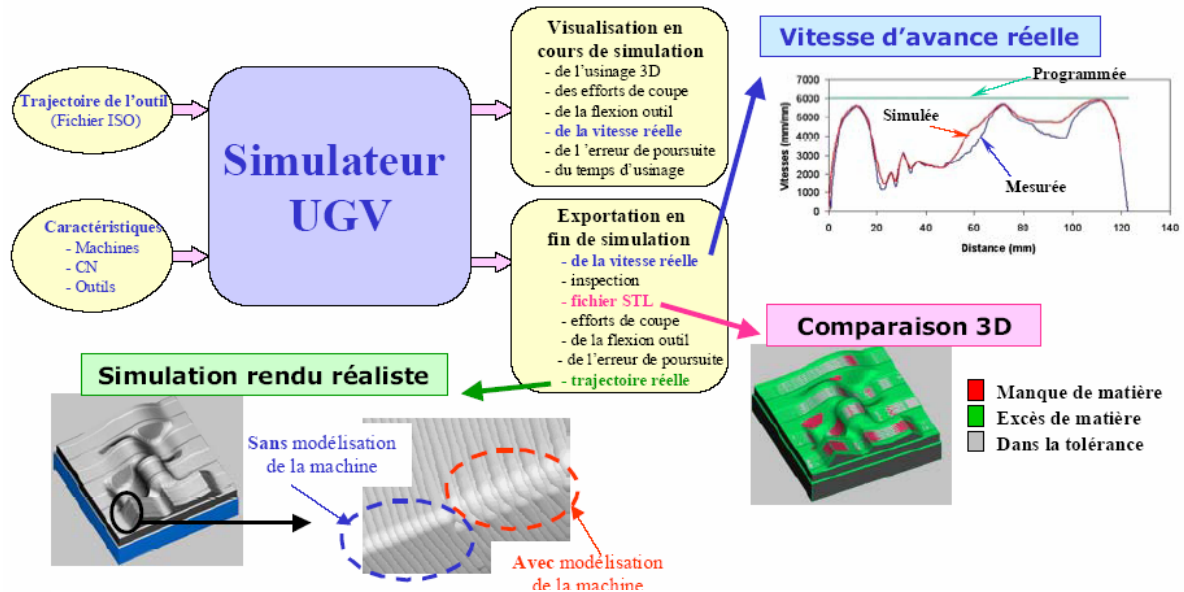 Trajectoire de l'outil
(Fichier ISO)
Caractéristiques
- Machines
- CN
- Outils
Simulateur
UGV
Visualisation en
cours de simulation
- de l'usinage 3D
- des efforts de coupe
- de la flexion outil
- de la vitesse réelle
- de l'erreur de poursuite
- du temps d'usinage
Exportation en
fin de simulation
- de la vitesse réelle
- inspection
- fichier STL
- efforts de coupe
- de la flexion outil
- de l'erreur de poursuite
- trajectoire réelle
Vitesse d'avance réelle
Programmée
Simulée
Mesurée
Vitesses (mm/mn)
7000
6000
5000
4000
3000
2000
1000
0
0 20 40 60 80 100 120 140
Distance (mm)
Comparaison 3D
Manque de matière
Excès de matière
Dans la tolérance
Simulation rendu réaliste
Sans modélisation
de la machine
Avec modélisation
de la machine